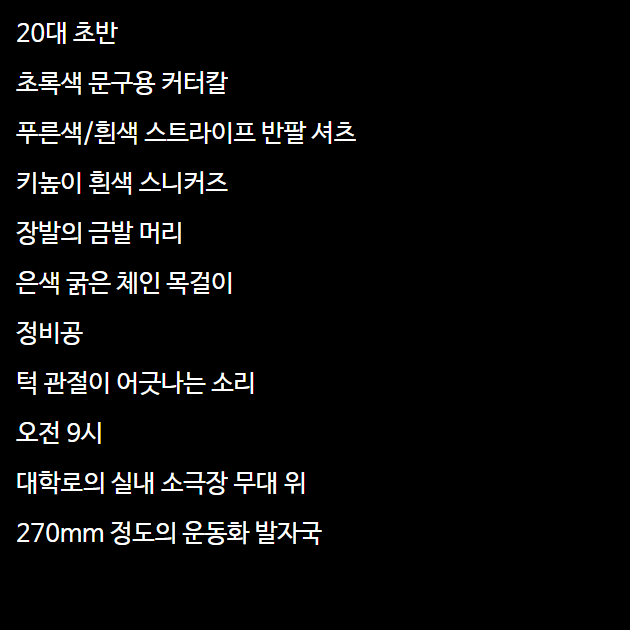 20대 초반
초록색 문구용 커터칼
푸른색/흰색 스트라이프 반팔 셔츠
키높이 흰색 스니커즈
장발의 금발 머리
은색 굵은 체인 목걸이
정비공
턱 관절이 어긋나는 소리
오전 9시
대학로의 실내 소극장 무대 위
270mm 정도의 운동화 발자국